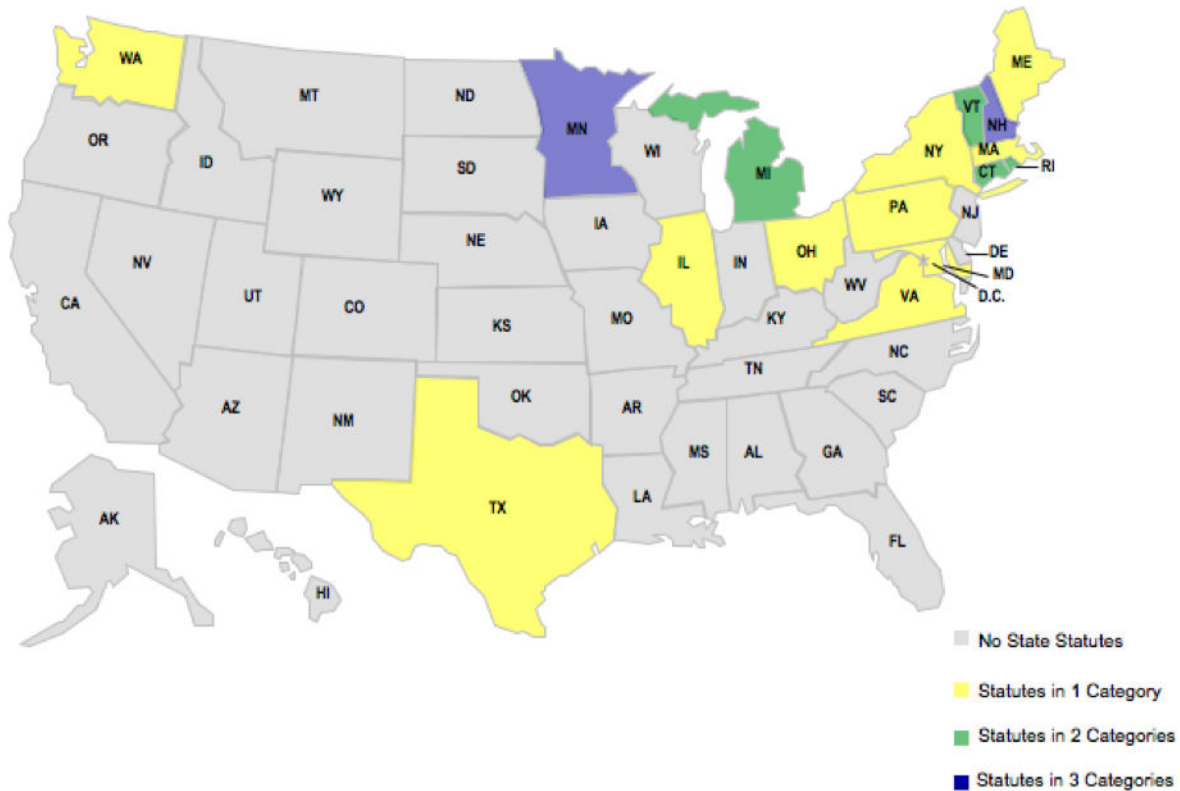 WA
MT
ND
MN
ME
VT
NH
OR
ID
SD
WI
NY
MA
RI
MI
CT
WY
IA
PA
NJ
NE
NV
UT
CO
IL
IN
OH
DE
MD
D.C.
WV
VA
CA
KS
MO
KY
NC
TN
AZ
NM
OK
AR
SC
MS
AL
GA
LA
TX
AK
HI
FL
No State Statutes
Statutes in 1 Category
Statutes in 2 Categories
Statutes in 3 Categories